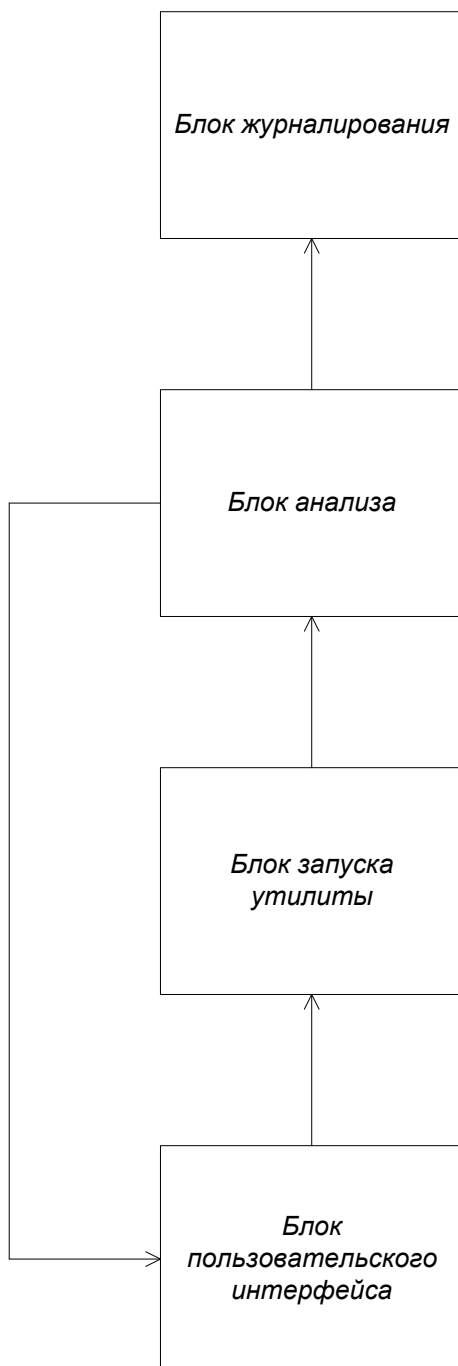 Блок журналирования
Блок анализа
Блок запуска
утилиты
Блок
пользовательского
интерфейса